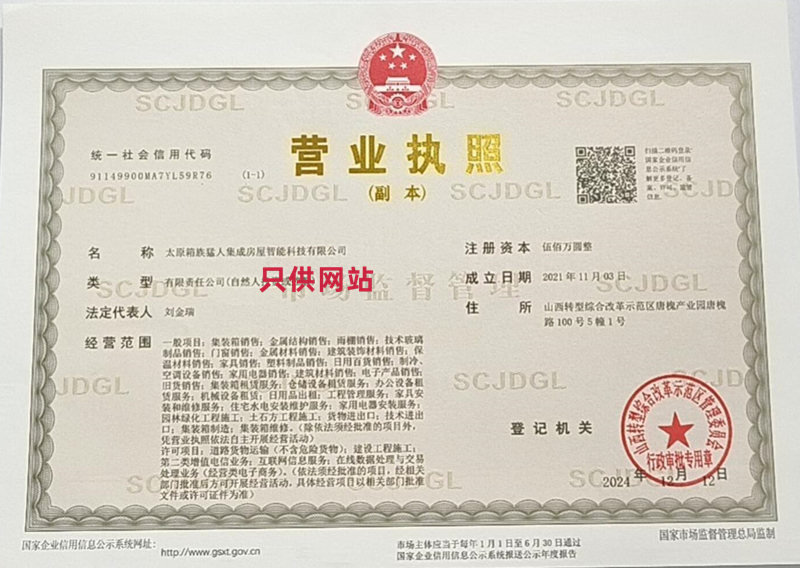 SCJDGL SCJDGL
营业执照
(副 本)
统一社会信用代码
91149900MA7YL59R76 (1-1)
扫描二维码登录'
国家企业信用信
息公示系统'了
解更多登记、备
案、许可、监管
信息
JDGL SCJDGL SCJDGL
名 称 太原箱族猛人集成房屋智能科技有限公司
类 型 有限责任公司(自然人
只供网站
法定代表人 刘金瑞
经营范围 一般项目：集装箱销售；金属结构销售；雨棚销售；技术玻璃
制品销售；门窗销售；金属材料销售；建筑装饰材料销售；保
温材料销售；家具销售；塑料制品销售；日用百货销售；制冷、
空调设备销售；家用电器销售；建筑材料销售；电子产品销售；
旧货销售；集装箱租赁服务；仓储设备租赁服务；办公设备租
赁服务；机械设备租赁；日用品出租；工程管理服务；家具安
装和维修服务；住宅水电安装维护服务；家用电器安装服务；
园林绿化工程施工；土石方工程施工；货物进出口；技术进出
口；集装箱制造；集装箱维修。(除依法须经批准的项目外，
凭营业执照依法自主开展经营活动)
许可项目：道路货物运输（不含危险货物）；建设工程施工；
第二类增值电信业务；互联网信息服务；在线数据处理与交易
处理业务（经营类电子商务）。(依法须经批准的项目，经相关
部门批准后方可开展经营活动，具体经营项目以相关部门批准
文件或许可证件为准)
注册资本 伍佰万圆整
成立日期 2021年11月03日
住 所 山西转型综合改革示范区唐槐产业园唐槐
路100号5幢1号
市场监督管理
SCJDGL SCJDGL
登记机关
山西转型综合改革示范区管理委员会
行政审批专用章
2024 年 12 月 12 日
国家企业信用信息公示系统网址：http://www.gsxt.gov.cn
市场主体应当于每年1月1日至6月30日通过
国家企业信用信息公示系统报送公示年度报告
国家市场监督管理总局监制